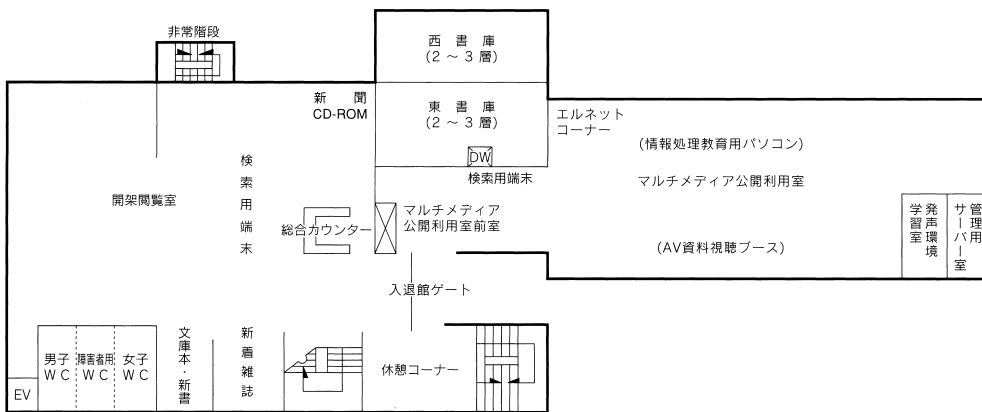 非常階段
西書庫
(2～3層)
新聞
CD-ROM
東書庫
(2～3層)
エルネット
コーナー
DW
検索用端末
(情報処理教育用パソコン)
マルチメディア公開利用室
開架閲覧室
検索用端末
総合カウンター
マルチメディア
公開利用室前室
(AV資料視聴ブース)
発声環境
学習室
管理用
サーバー室
入退館ゲート
男子
WC
障害者用
WC
女子
WC
文庫本・新書
新着雑誌
休憩コーナー
EV